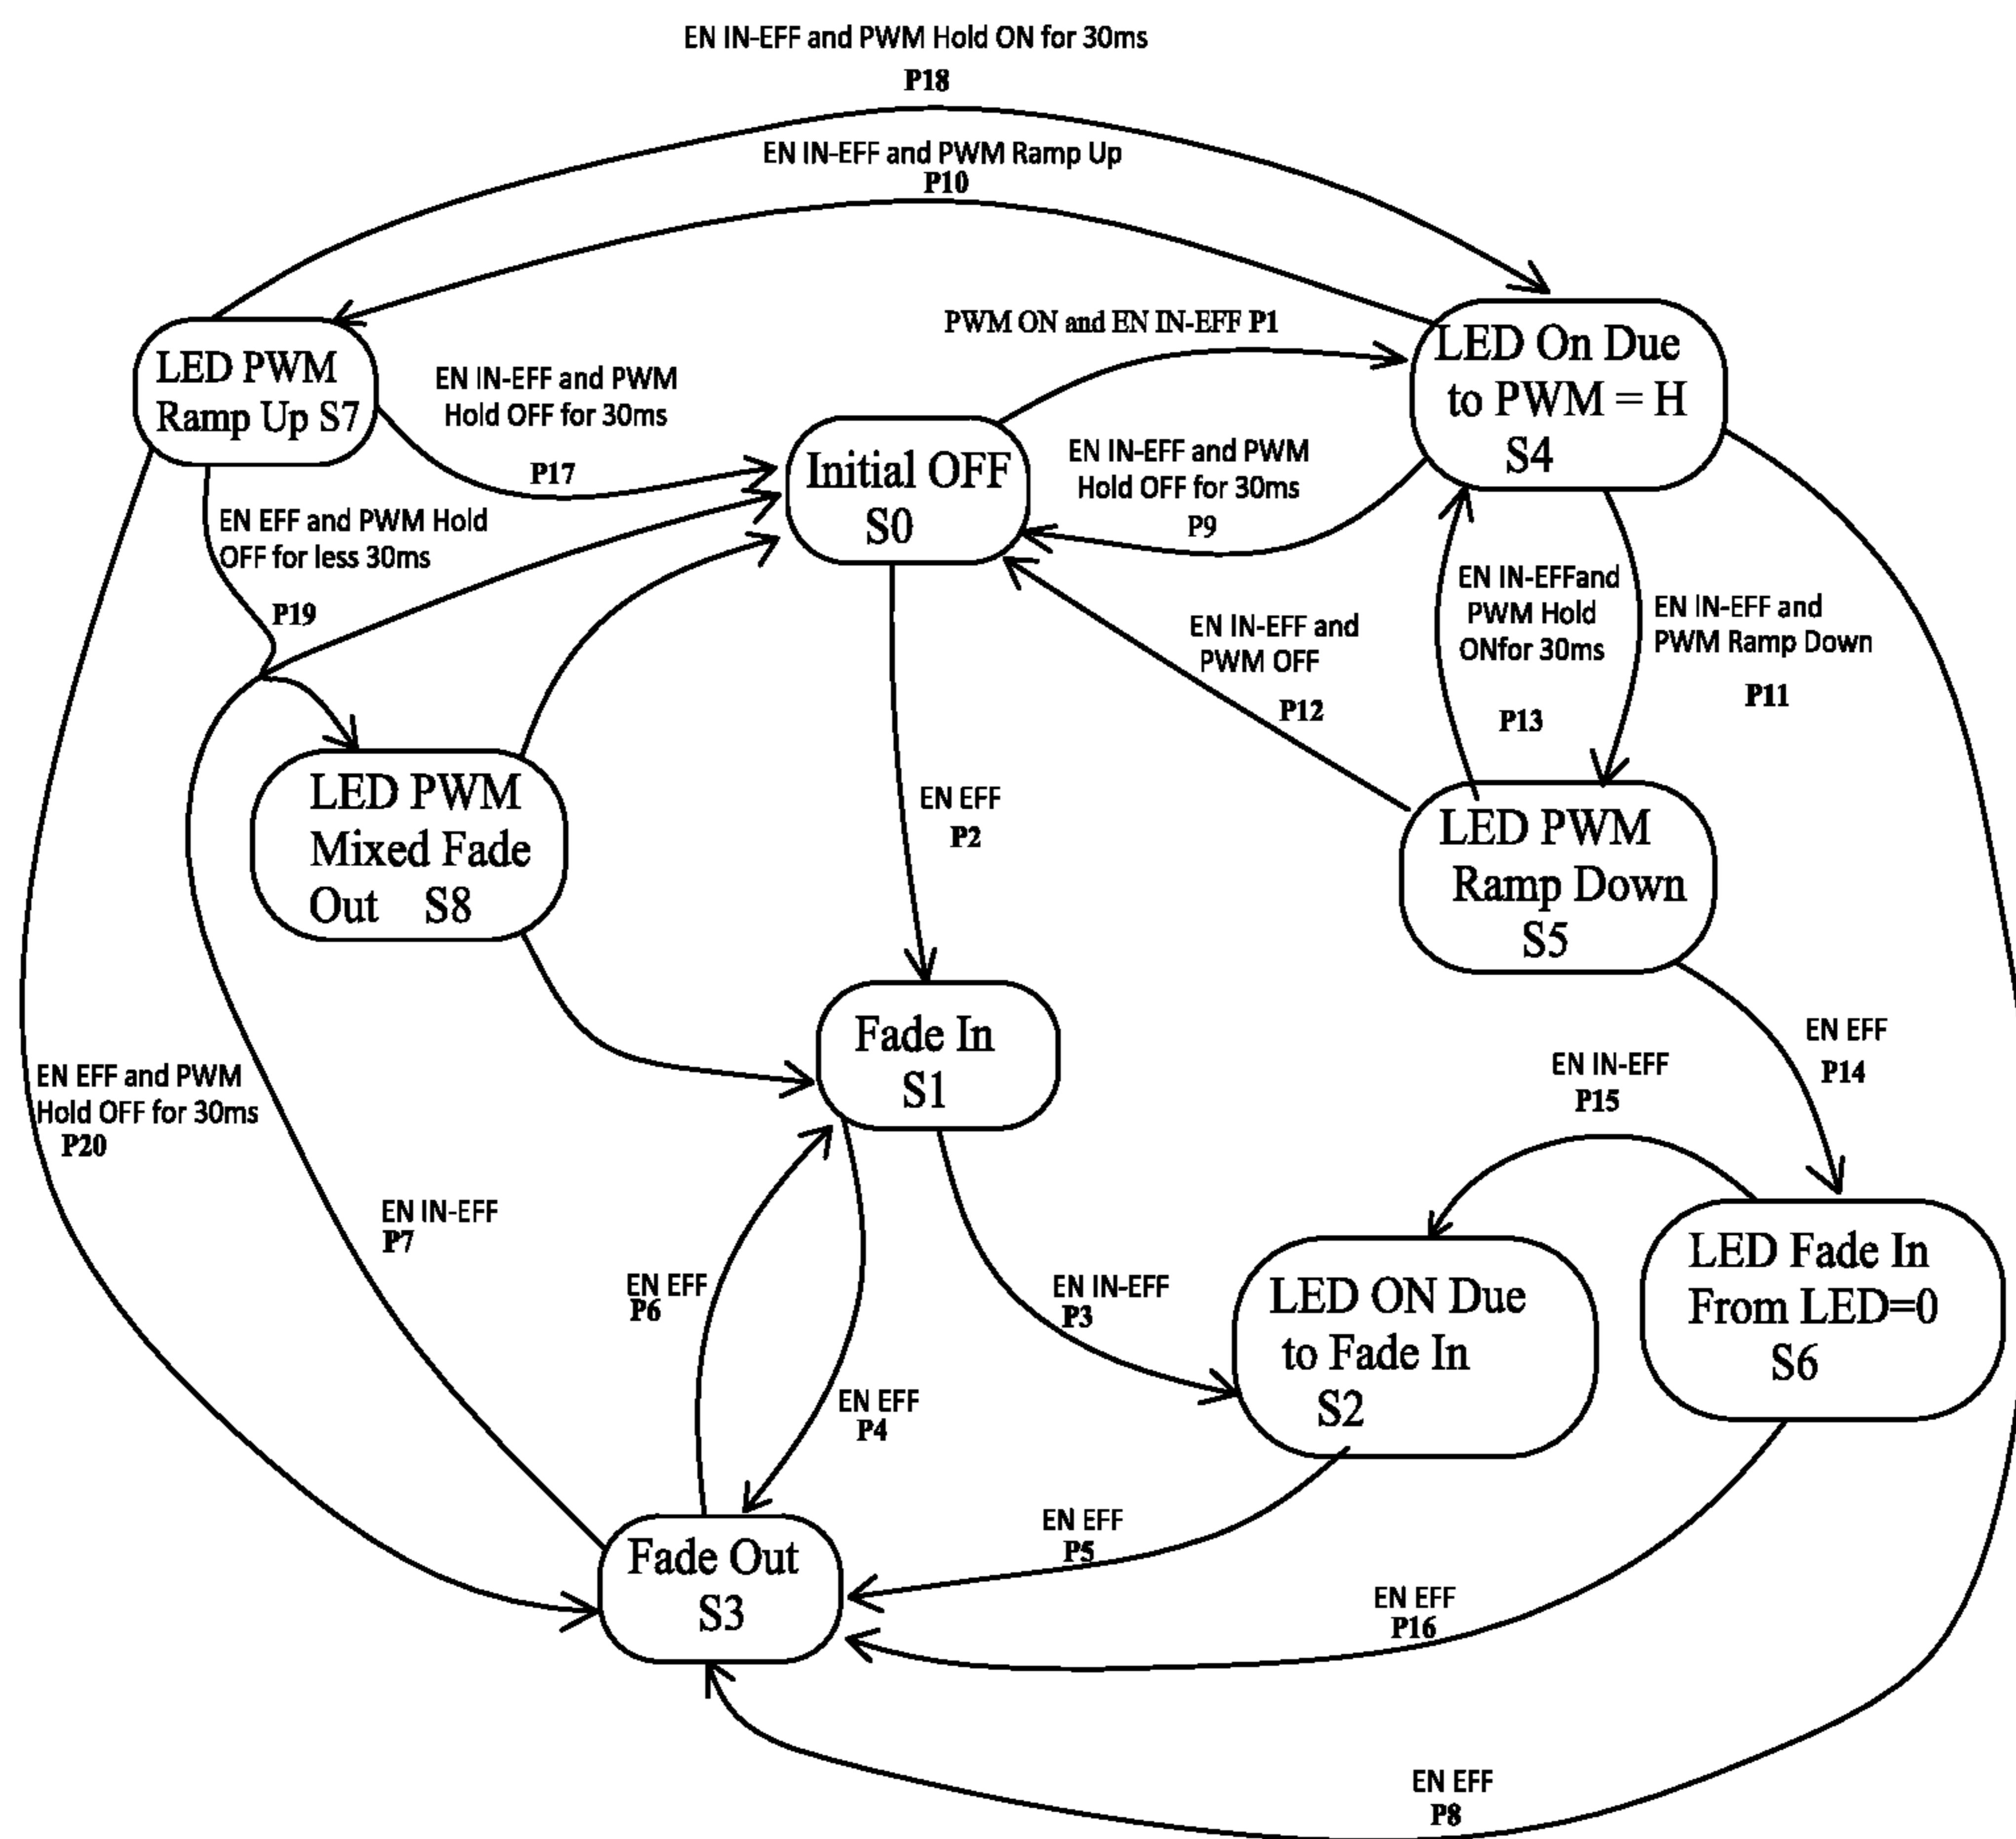 EN IN-EFF and PWM Hold ON for 30ms
P18
EN IN-EFF and PWM Ramp Up
P10
PWM ON and EN IN-EFF P1
LED On Due
to PWM = H
S4
LED PWM
Ramp Up S7
EN IN-EFF and PWM
Hold OFF for 30ms
P17
Initial OFF
S0
EN IN-EFF and PWM
Hold OFF for 30ms
P9
EN EFF and PWM Hold
OFF for less 30ms
P19
EN IN-EFF and
PWM OFF
P12
EN IN-EFFand
PWM Hold
ONfor 30ms
P13
EN IN-EFF and
PWM Ramp Down
P11
LED PWM
Mixed Fade
Out S8
EN EFF
P2
LED PWM
Ramp Down
S5
Fade In
S1
EN EFF
P14
EN IN-EFF
P15
EN EFF and PWM
Hold OFF for 30ms
P20
EN IN-EFF
P7
EN EFF
P6
EN IN-EFF
P3
LED ON Due
to Fade In
S2
LED Fade In
From LED=0
S6
EN EFF
P4
EN EFF
P5
Fade Out
S3
EN EFF
P16
EN EFF
P8